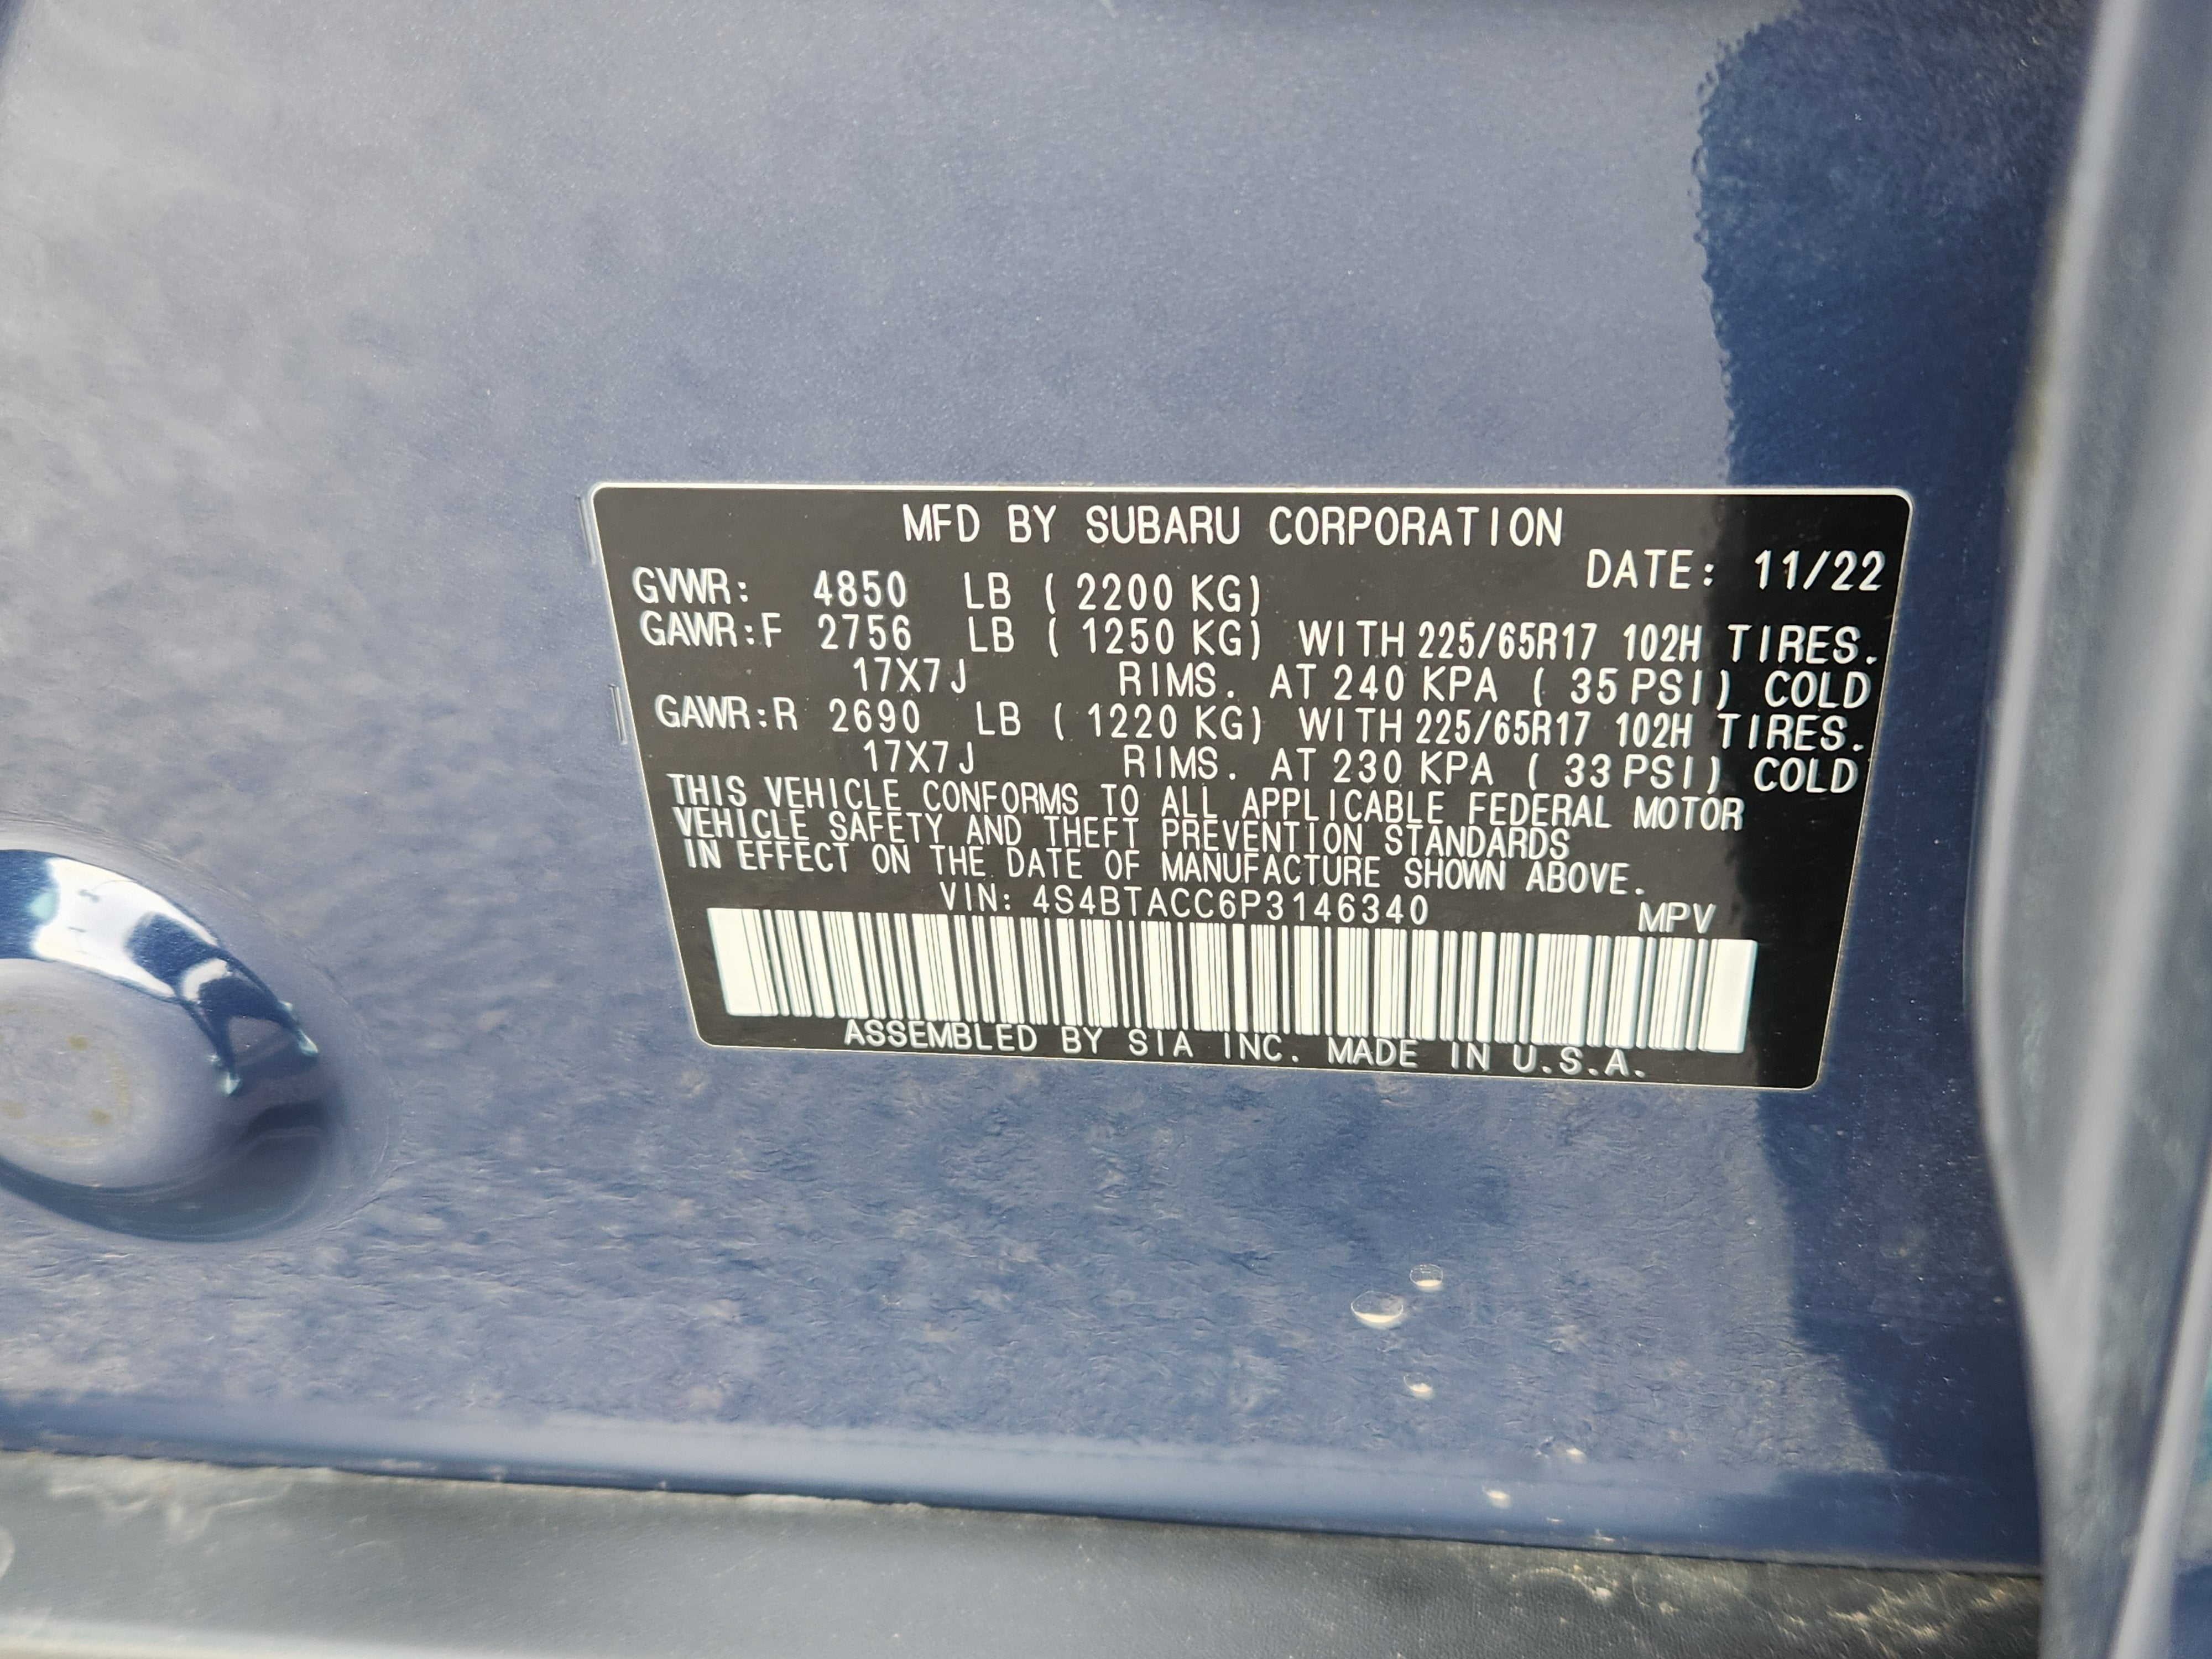 MFD BY SUBARU CORPORATION
DATE: 11/22
GVWR: 4850 LB ( 2200 KG)
GAWR:F 2756 LB ( 1250 KG) WITH 225/65R17 102H TIRES.
17X7J RIMS. AT 240 KPA ( 35 PSI) COLD
GAWR:R 2690 LB ( 1220 KG) WITH 225/65R17 102H TIRES.
17X7J RIMS. AT 230 KPA ( 33 PSI) COLD
THIS VEHICLE CONFORMS TO ALL APPLICABLE FEDERAL MOTOR
VEHICLE SAFETY AND THEFT PREVENTION STANDARDS
IN EFFECT ON THE DATE OF MANUFACTURE SHOWN ABOVE.
VIN: 4S4BTACC6P3146340 MPV
ASSEMBLED BY SIA INC. MADE IN U.S.A.